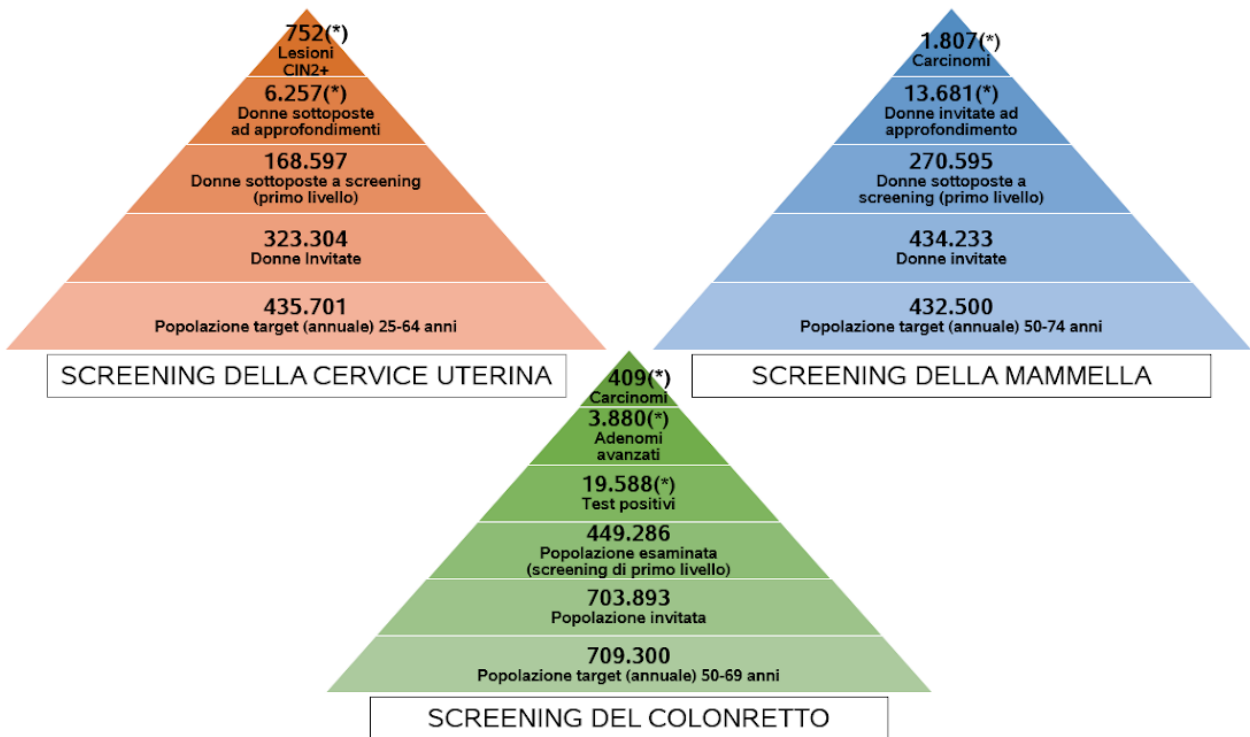 752(*)
Lesioni
CIN2+
6.257(*)
Donne sottoposte
ad approfondimenti
168.597
Donne sottoposte a screening
(primo livello)
323.304
Donne Invitate
435.701
Popolazione target (annuale) 25-64 anni
SCREENING DELLA CERVICE UTERINA
1.807(*)
Carcinomi
13.681(*)
Donne invitate ad
approfondimento
270.595
Donne sottoposte a
screening (primo livello)
434.233
Donne invitate
432.500
Popolazione target (annuale) 50-74 anni
SCREENING DELLA MAMMELLA
409(*)
Carcinomi
3.880(*)
Adenomi
avanzati
19.588(*)
Test positivi
449.286
Popolazione esaminata
(screening di primo livello)
703.893
Popolazione invitata
709.300
Popolazione target (annuale) 50-69 anni
SCREENING DEL COLONRETTO